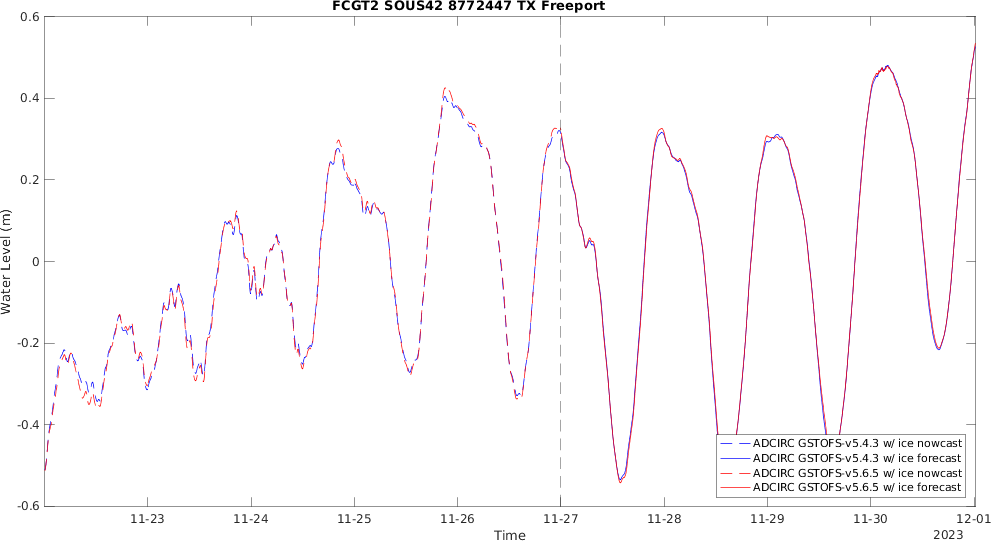 FCGT2 SOUS42 8772447 TX Freeport
0.6
0.4
0.2
0
-0.2
-0.4
-0.6
Water Level (m)
11-23
11-24
11-25
11-26
11-27
11-28
11-29
11-30
12-01
2023
Time
ADCIRC GSTOFS-v5.4.3 w/ ice nowcast
ADCIRC GSTOFS-v5.4.3 w/ ice forecast
ADCIRC GSTOFS-v5.6.5 w/ ice nowcast
ADCIRC GSTOFS-v5.6.5 w/ ice forecast